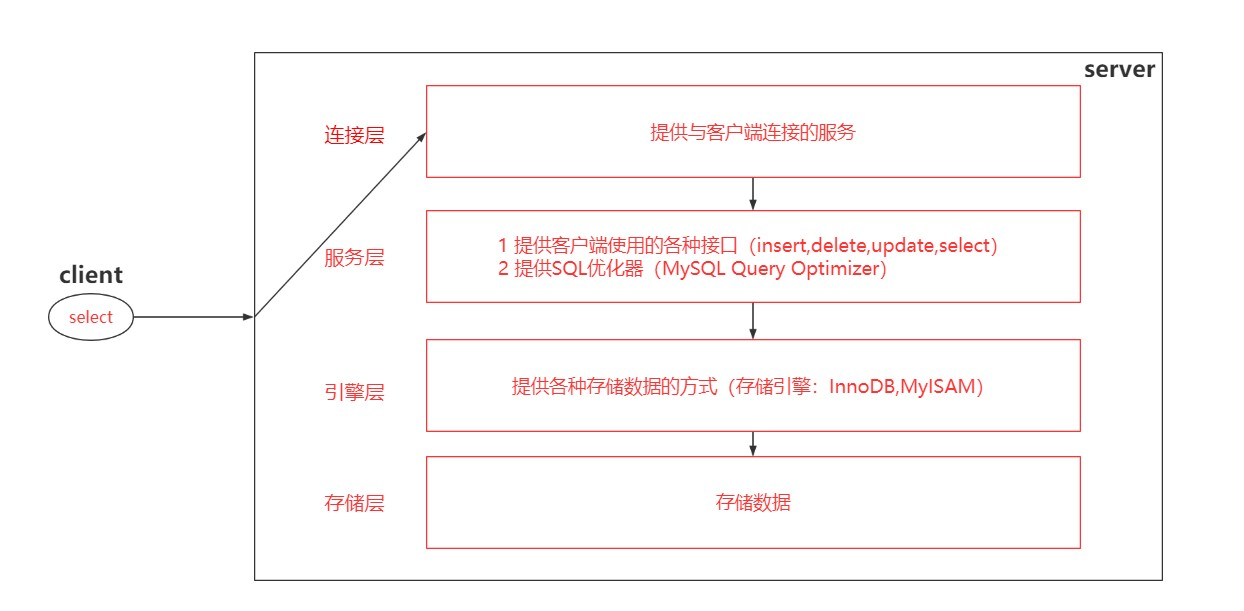 server
连接层
提供与客户端连接的服务
服务层
1 提供客户端使用的各种接口（insert,delete,update,select）
2 提供SQL优化器（MySQL Query Optimizer）
client
select
引擎层
提供各种存储数据的方式（存储引擎：InnoDB,MyISAM）
存储层
存储数据